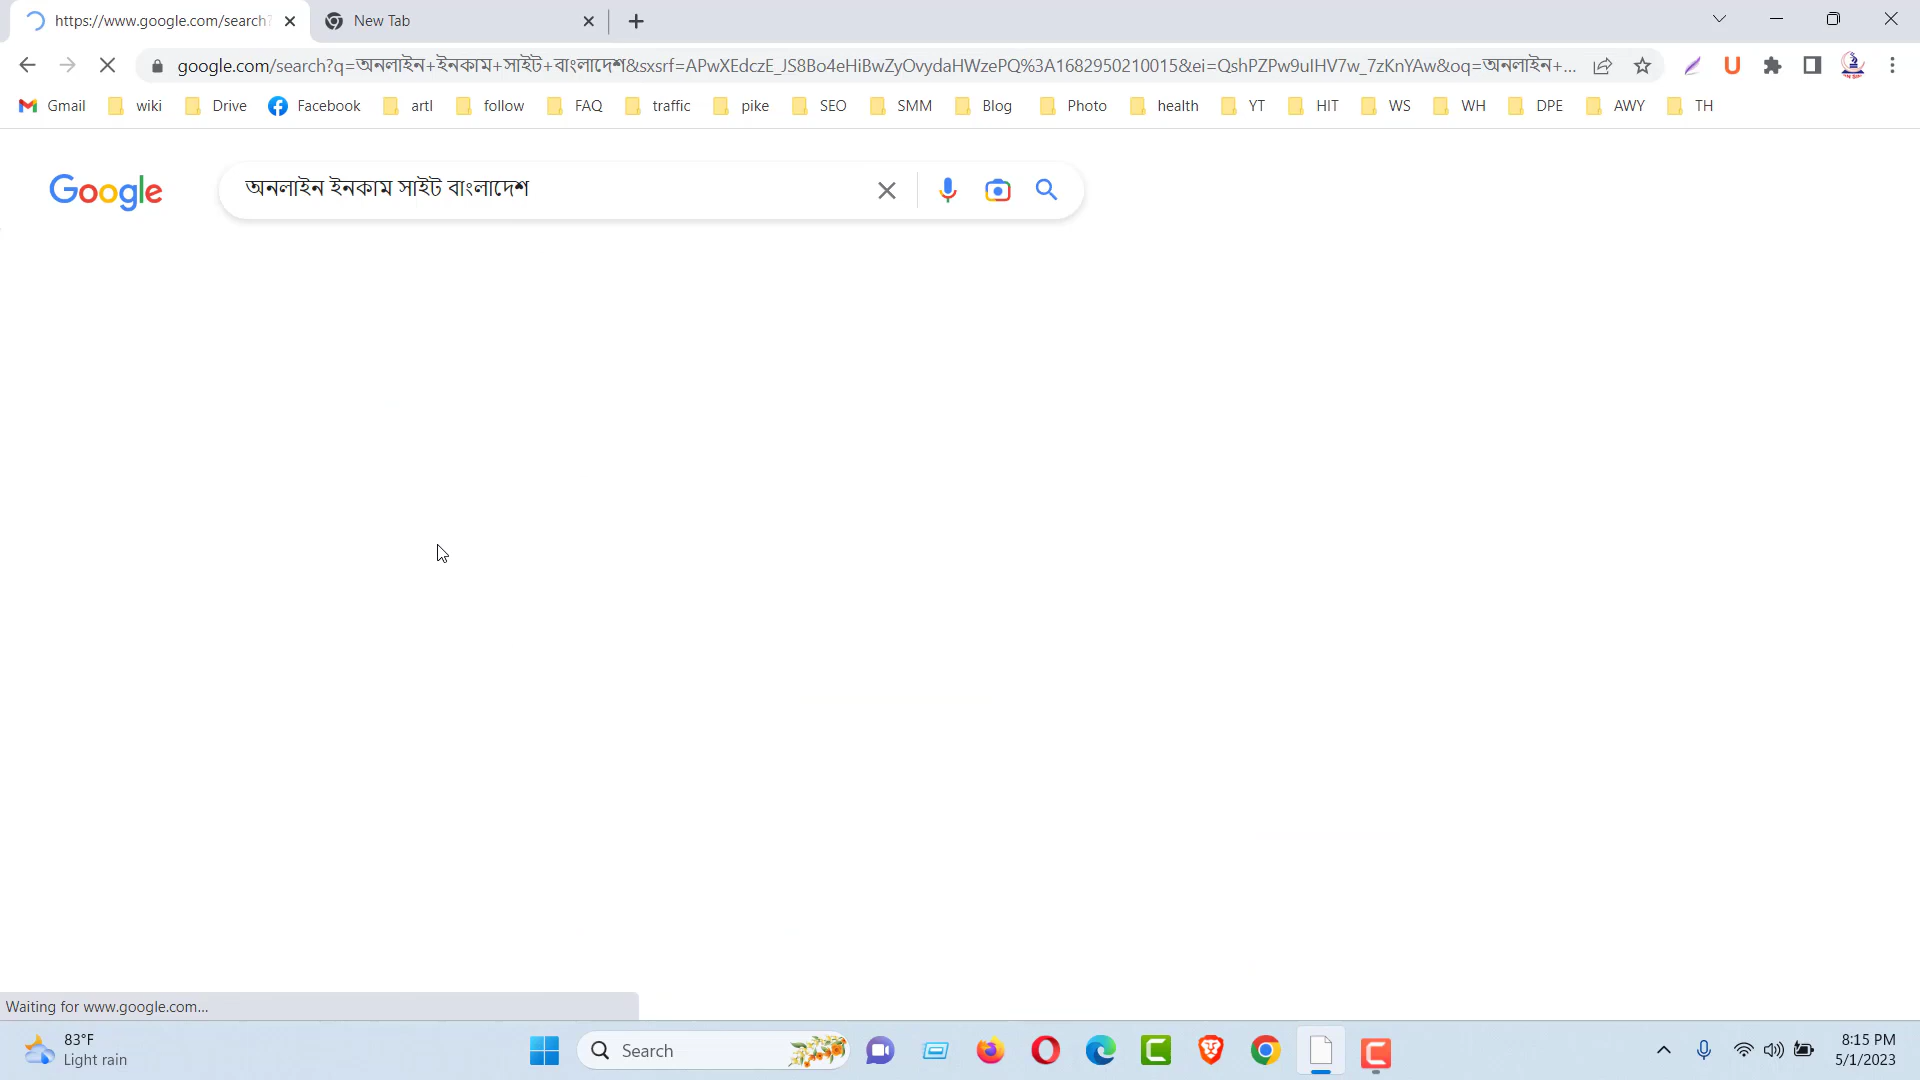 https://www.google.com/search?
New Tab
google.com/search?q=অনলাইন+ইনকাম+সাইট+বাংলাদেশ&sxsrf=APwXEdczE_JS8Bo4eHiBwZyOvydaHWzePQ%3A1682950210015&ei=QshPZPw9uIHV7w_7zKnYAw&oq=অনলাইন+...
Gmail wiki Drive Facebook artl follow FAQ traffic pike SEO SMM Blog Photo health YT HIT WS WH DPE AWY TH
Google
অনলাইন ইনকাম সাইট বাংলাদেশ
Waiting for www.google.com...
83°F
Light rain
Search
8:15 PM
5/1/2023